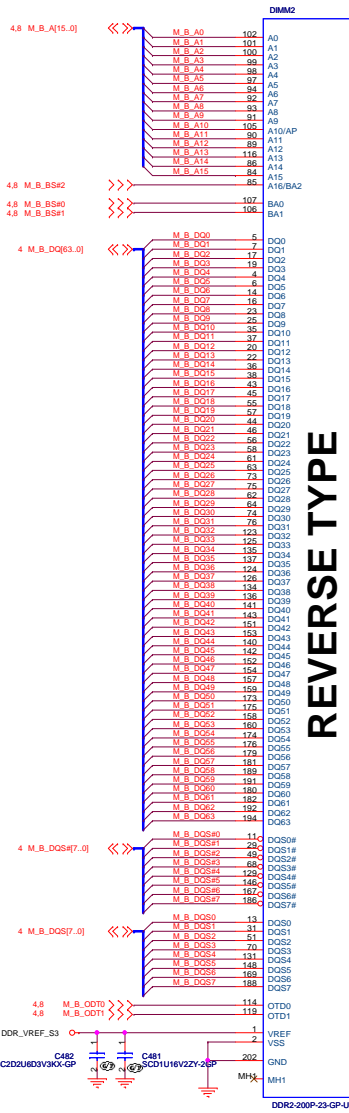 DIMM2
4,8 M_B_A[15..0]
M_B_A0 102 A0
M_B_A1 101 A1
M_B_A2 100 A2
M_B_A3 99 A3
M_B_A4 98 A4
M_B_A5 97 A5
M_B_A6 94 A6
M_B_A7 92 A7
M_B_A8 93 A8
M_B_A9 91 A9
M_B_A10 105 A10/AP
M_B_A11 90 A11
M_B_A12 89 A12
M_B_A13 116 A13
M_B_A14 86 A14
M_B_A15 84 A15
4,8 M_B_BS#2 85 A16/BA2
4,8 M_B_BS#0 107 BA0
4,8 M_B_BS#1 106 BA1
4 M_B_DQ[63..0]
M_B_DQ0 5 DQ0
M_B_DQ1 7 DQ1
M_B_DQ2 17 DQ2
M_B_DQ3 19 DQ3
M_B_DQ4 4 DQ4
M_B_DQ5 6 DQ5
M_B_DQ6 14 DQ6
M_B_DQ7 16 DQ7
M_B_DQ8 23 DQ8
M_B_DQ9 25 DQ9
M_B_DQ10 35 DQ10
M_B_DQ11 37 DQ11
M_B_DQ12 20 DQ12
M_B_DQ13 22 DQ13
M_B_DQ14 36 DQ14
M_B_DQ15 38 DQ15
M_B_DQ16 43 DQ16
M_B_DQ17 45 DQ17
M_B_DQ18 55 DQ18
M_B_DQ19 57 DQ19
M_B_DQ20 44 DQ20
M_B_DQ21 46 DQ21
M_B_DQ22 56 DQ22
M_B_DQ23 58 DQ23
M_B_DQ24 61 DQ24
M_B_DQ25 63 DQ25
M_B_DQ26 73 DQ26
M_B_DQ27 75 DQ27
M_B_DQ28 62 DQ28
M_B_DQ29 64 DQ29
M_B_DQ30 74 DQ30
M_B_DQ31 76 DQ31
M_B_DQ32 123 DQ32
M_B_DQ33 125 DQ33
M_B_DQ34 135 DQ34
M_B_DQ35 137 DQ35
M_B_DQ36 124 DQ36
M_B_DQ37 126 DQ37
M_B_DQ38 134 DQ38
M_B_DQ39 136 DQ39
M_B_DQ40 141 DQ40
M_B_DQ41 143 DQ41
M_B_DQ42 151 DQ42
M_B_DQ43 153 DQ43
M_B_DQ44 140 DQ44
M_B_DQ45 142 DQ45
M_B_DQ46 152 DQ46
M_B_DQ47 154 DQ47
M_B_DQ48 157 DQ48
M_B_DQ49 159 DQ49
M_B_DQ50 173 DQ50
M_B_DQ51 175 DQ51
M_B_DQ52 158 DQ52
M_B_DQ53 160 DQ53
M_B_DQ54 174 DQ54
M_B_DQ55 176 DQ55
M_B_DQ56 179 DQ56
M_B_DQ57 181 DQ57
M_B_DQ58 189 DQ58
M_B_DQ59 191 DQ59
M_B_DQ60 180 DQ60
M_B_DQ61 182 DQ61
M_B_DQ62 192 DQ62
M_B_DQ63 194 DQ63
REVERSE TYPE
4 M_B_DQS#[7..0]
M_B_DQS#0 11 DQS0#
M_B_DQS#1 29 DQS1#
M_B_DQS#2 49 DQS2#
M_B_DQS#3 68 DQS3#
M_B_DQS#4 129 DQS4#
M_B_DQS#5 146 DQS5#
M_B_DQS#6 167 DQS6#
M_B_DQS#7 186 DQS7#
4 M_B_DQS[7..0]
M_B_DQS0 13 DQS0
M_B_DQS1 31 DQS1
M_B_DQS2 51 DQS2
M_B_DQS3 70 DQS3
M_B_DQS4 131 DQS4
M_B_DQS5 148 DQS5
M_B_DQS6 169 DQS6
M_B_DQS7 188 DQS7
4,8 M_B_ODT0 114 OTD0
4,8 M_B_ODT1 119 OTD1
DDR_VREF_S3 1 VREF
2 VSS
1 1
C482 C481
C2D2U6D3V3KX-GP SCD1U16V2ZY-2GP
2 2
202 GND
MH1 MH1
DDR2-200P-23-GP-U